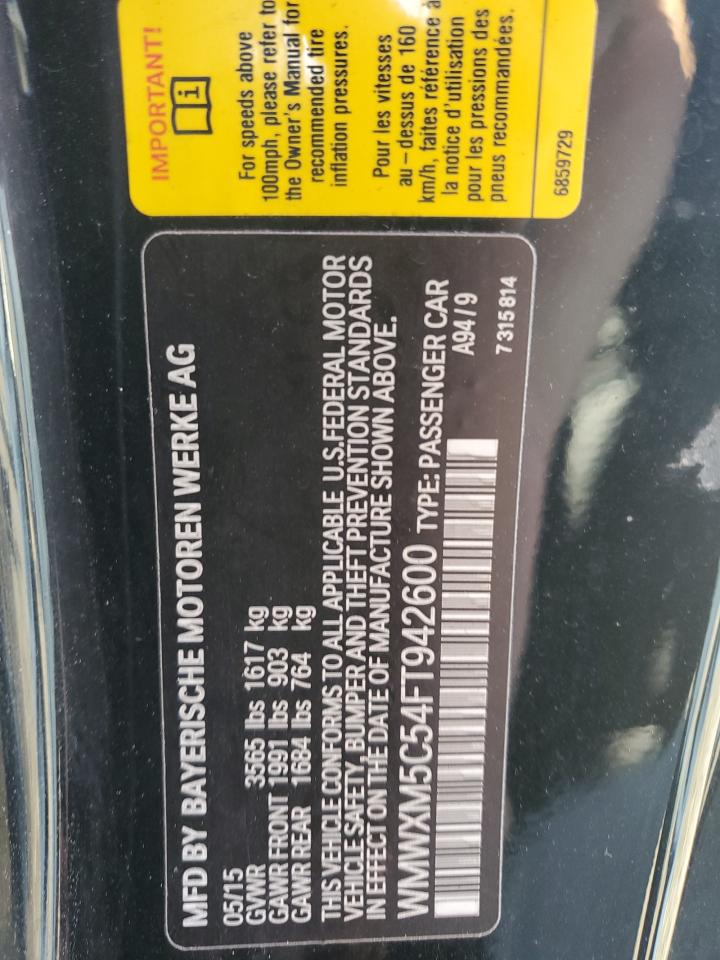 MFD BY BAYERISCHE MOTOREN WERKE AG
05/15
GVWR 3565 lbs 1617 kg
GAWR FRONT 1991 lbs 903 kg
GAWR REAR 1684 lbs 764 kg
THIS VEHICLE CONFORMS TO ALL APPLICABLE U.S.FEDERAL MOTOR
VEHICLE SAFETY, BUMPER AND THEFT PREVENTION STANDARDS
IN EFFECT ON THE DATE OF MANUFACTURE SHOWN ABOVE.
WMWXM5C54FT942600 TYPE: PASSENGER CAR
A94/9
7 315 814
IMPORTANT!
For speeds above
100mph, please refer to
the Owner's Manual for
recommended tire
inflation pressures.
Pour les vitesses
au-dessus de 160
km/h, faites référence à
la notice d'utilisation
pour les pressions des
pneus recommandées.
6859729